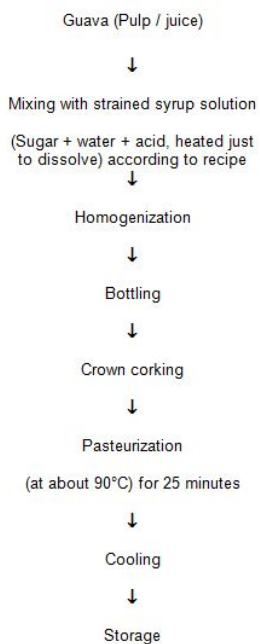 Guava (Pulp / juice)
↓
Mixing with strained syrup solution
(Sugar + water + acid, heated just
to dissolve) according to recipe
↓
Homogenization
↓
Bottling
↓
Crown corking
↓
Pasteurization
(at about 90°C) for 25 minutes
↓
Cooling
↓
Storage